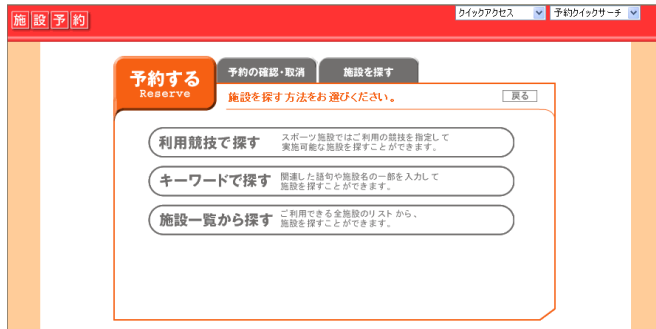 施設予約
クイックアクセス
予約クイックサーチ
予約する
Reserve
予約の確認・取消
施設を探す
施設を探す方法をお選びください。
戻る
利用競技で探す
スポーツ施設ではご利用の競技を指定して
実施可能な施設を探すことができます。
キーワードで探す
関連した語句や施設名の一部を入力して
施設を探すことができます。
施設一覧から探す
ご利用できる全施設のリストから、
施設を探すことができます。